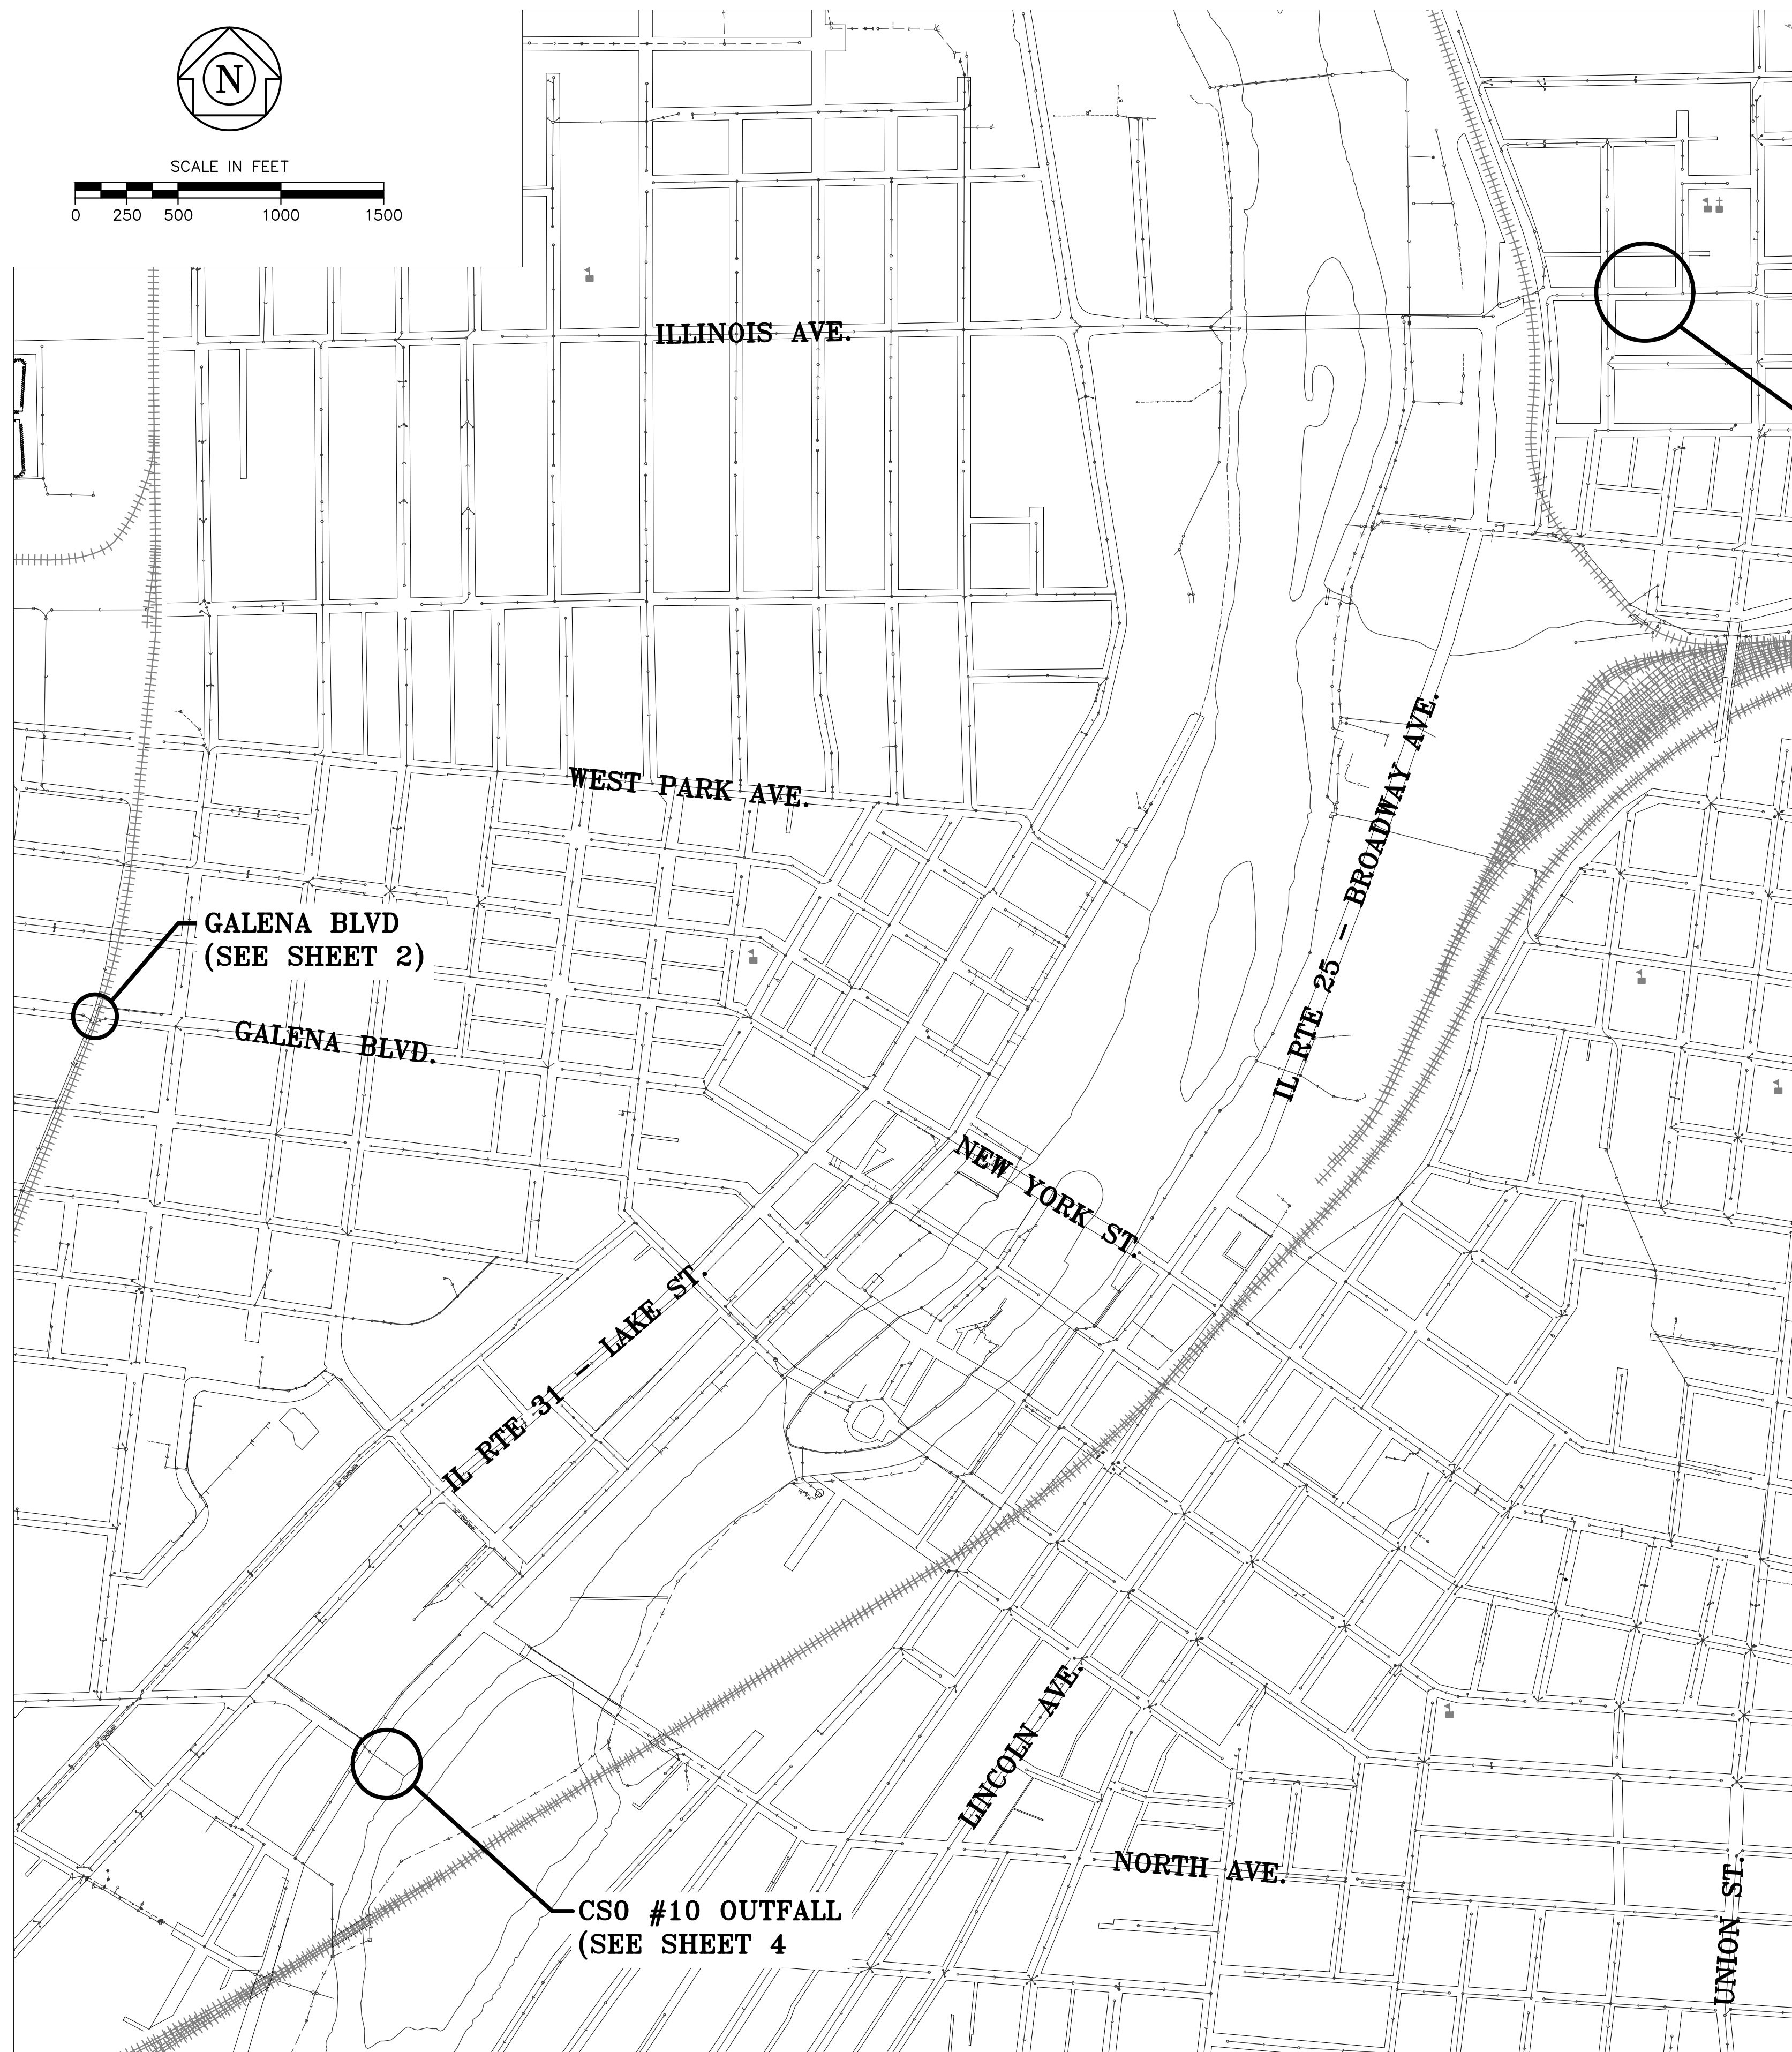 N
SCALE IN FEET
0 250 500 1000 1500
ILLINOIS AVE.
WEST PARK AVE.
IL RTE 25 – BROADWAY AVE.
GALENA BLVD
(SEE SHEET 2)
GALENA BLVD.
NEW YORK ST.
IL RTE 31 – LAKE ST.
LINCOLN AVE.
NORTH AVE.
UNION ST.
CSO #10 OUTFALL
(SEE SHEET 4